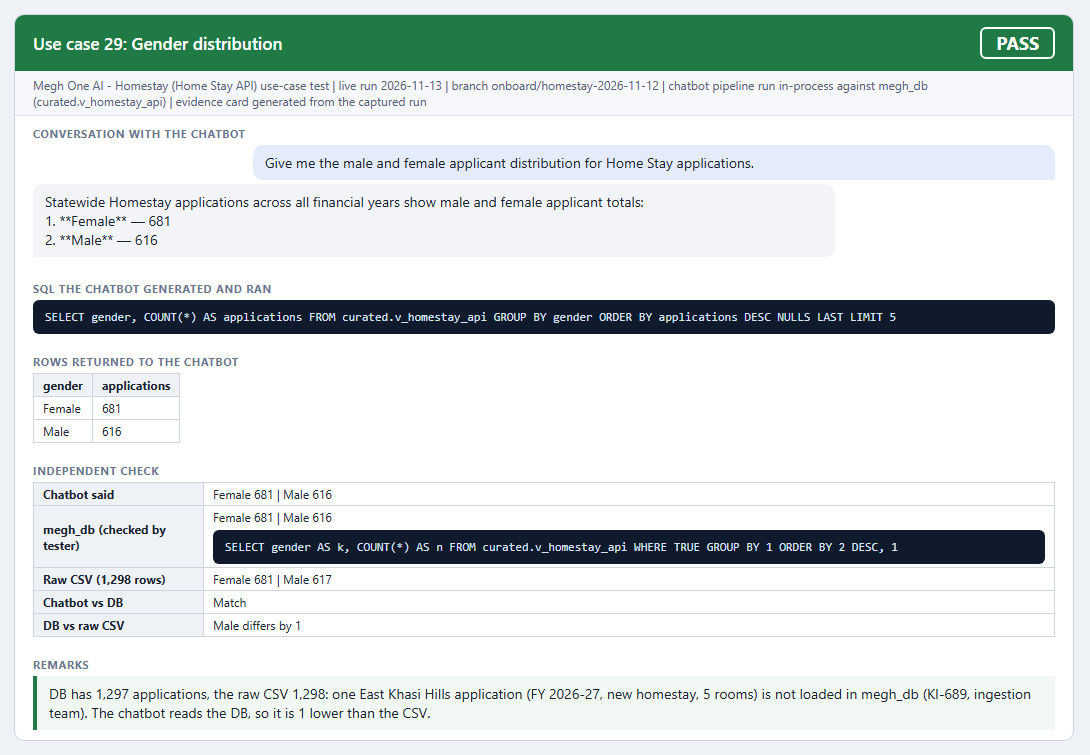 Use case 29: Gender distribution
PASS
Megh One AI - Homestay (Home Stay API) use-case test | live run 2026-11-13 | branch onboard/homestay-2026-11-12 | chatbot pipeline run in-process against megh_db
(curated.v_homestay_api) | evidence card generated from the captured run
CONVERSATION WITH THE CHATBOT
Give me the male and female applicant distribution for Home Stay applications.
Statewide Homestay applications across all financial years show male and female applicant totals:
1. **Female** — 681
2. **Male** — 616
SQL THE CHATBOT GENERATED AND RAN
SELECT gender, COUNT(*) AS applications FROM curated.v_homestay_api GROUP BY gender ORDER BY applications DESC NULLS LAST LIMIT 5
ROWS RETURNED TO THE CHATBOT
gender applications
Female 681
Male 616
INDEPENDENT CHECK
Chatbot said Female 681 | Male 616
megh_db (checked by
tester)
Female 681 | Male 616
SELECT gender AS k, COUNT(*) AS n FROM curated.v_homestay_api WHERE TRUE GROUP BY 1 ORDER BY 2 DESC, 1
Raw CSV (1,298 rows) Female 681 | Male 617
Chatbot vs DB Match
DB vs raw CSV Male differs by 1
REMARKS
DB has 1,297 applications, the raw CSV 1,298: one East Khasi Hills application (FY 2026-27, new homestay, 5 rooms) is not loaded in megh_db (KI-689, ingestion
team). The chatbot reads the DB, so it is 1 lower than the CSV.